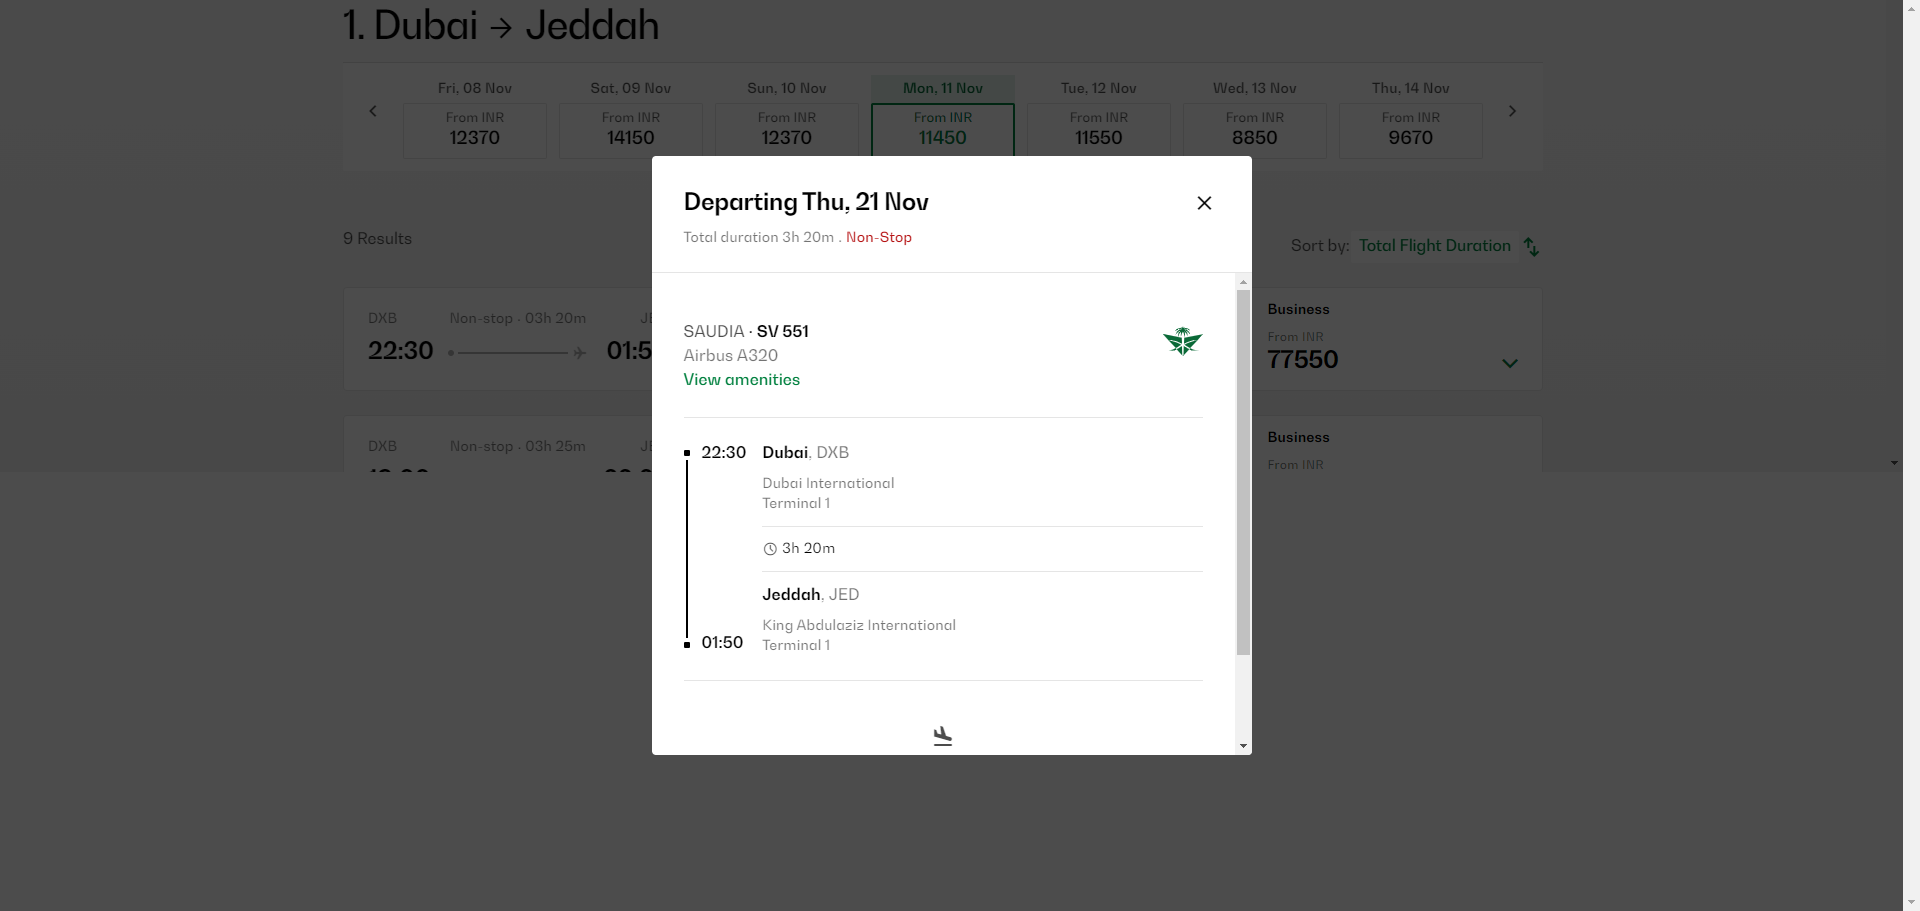 1. Dubai → Jeddah
Fri, 08 Nov
From INR
12370
Sat, 09 Nov
From INR
14150
Sun, 10 Nov
From INR
12370
Mon, 11 Nov
From INR
11450
Tue, 12 Nov
From INR
11550
Wed, 13 Nov
From INR
8850
Thu, 14 Nov
From INR
9670
9 Results
Sort by: Total Flight Duration
DXB
Non-stop · 03h 20m
22:30
Business
From INR
77550
DXB
Non-stop · 03h 25m
Business
From INR
Departing Thu, 21 Nov
Total duration 3h 20m . Non-Stop
SAUDIA · SV 551
Airbus A320
View amenities
22:30 Dubai, DXB
Dubai International
Terminal 1
3h 20m
Jeddah, JED
King Abdulaziz International
01:50 Terminal 1